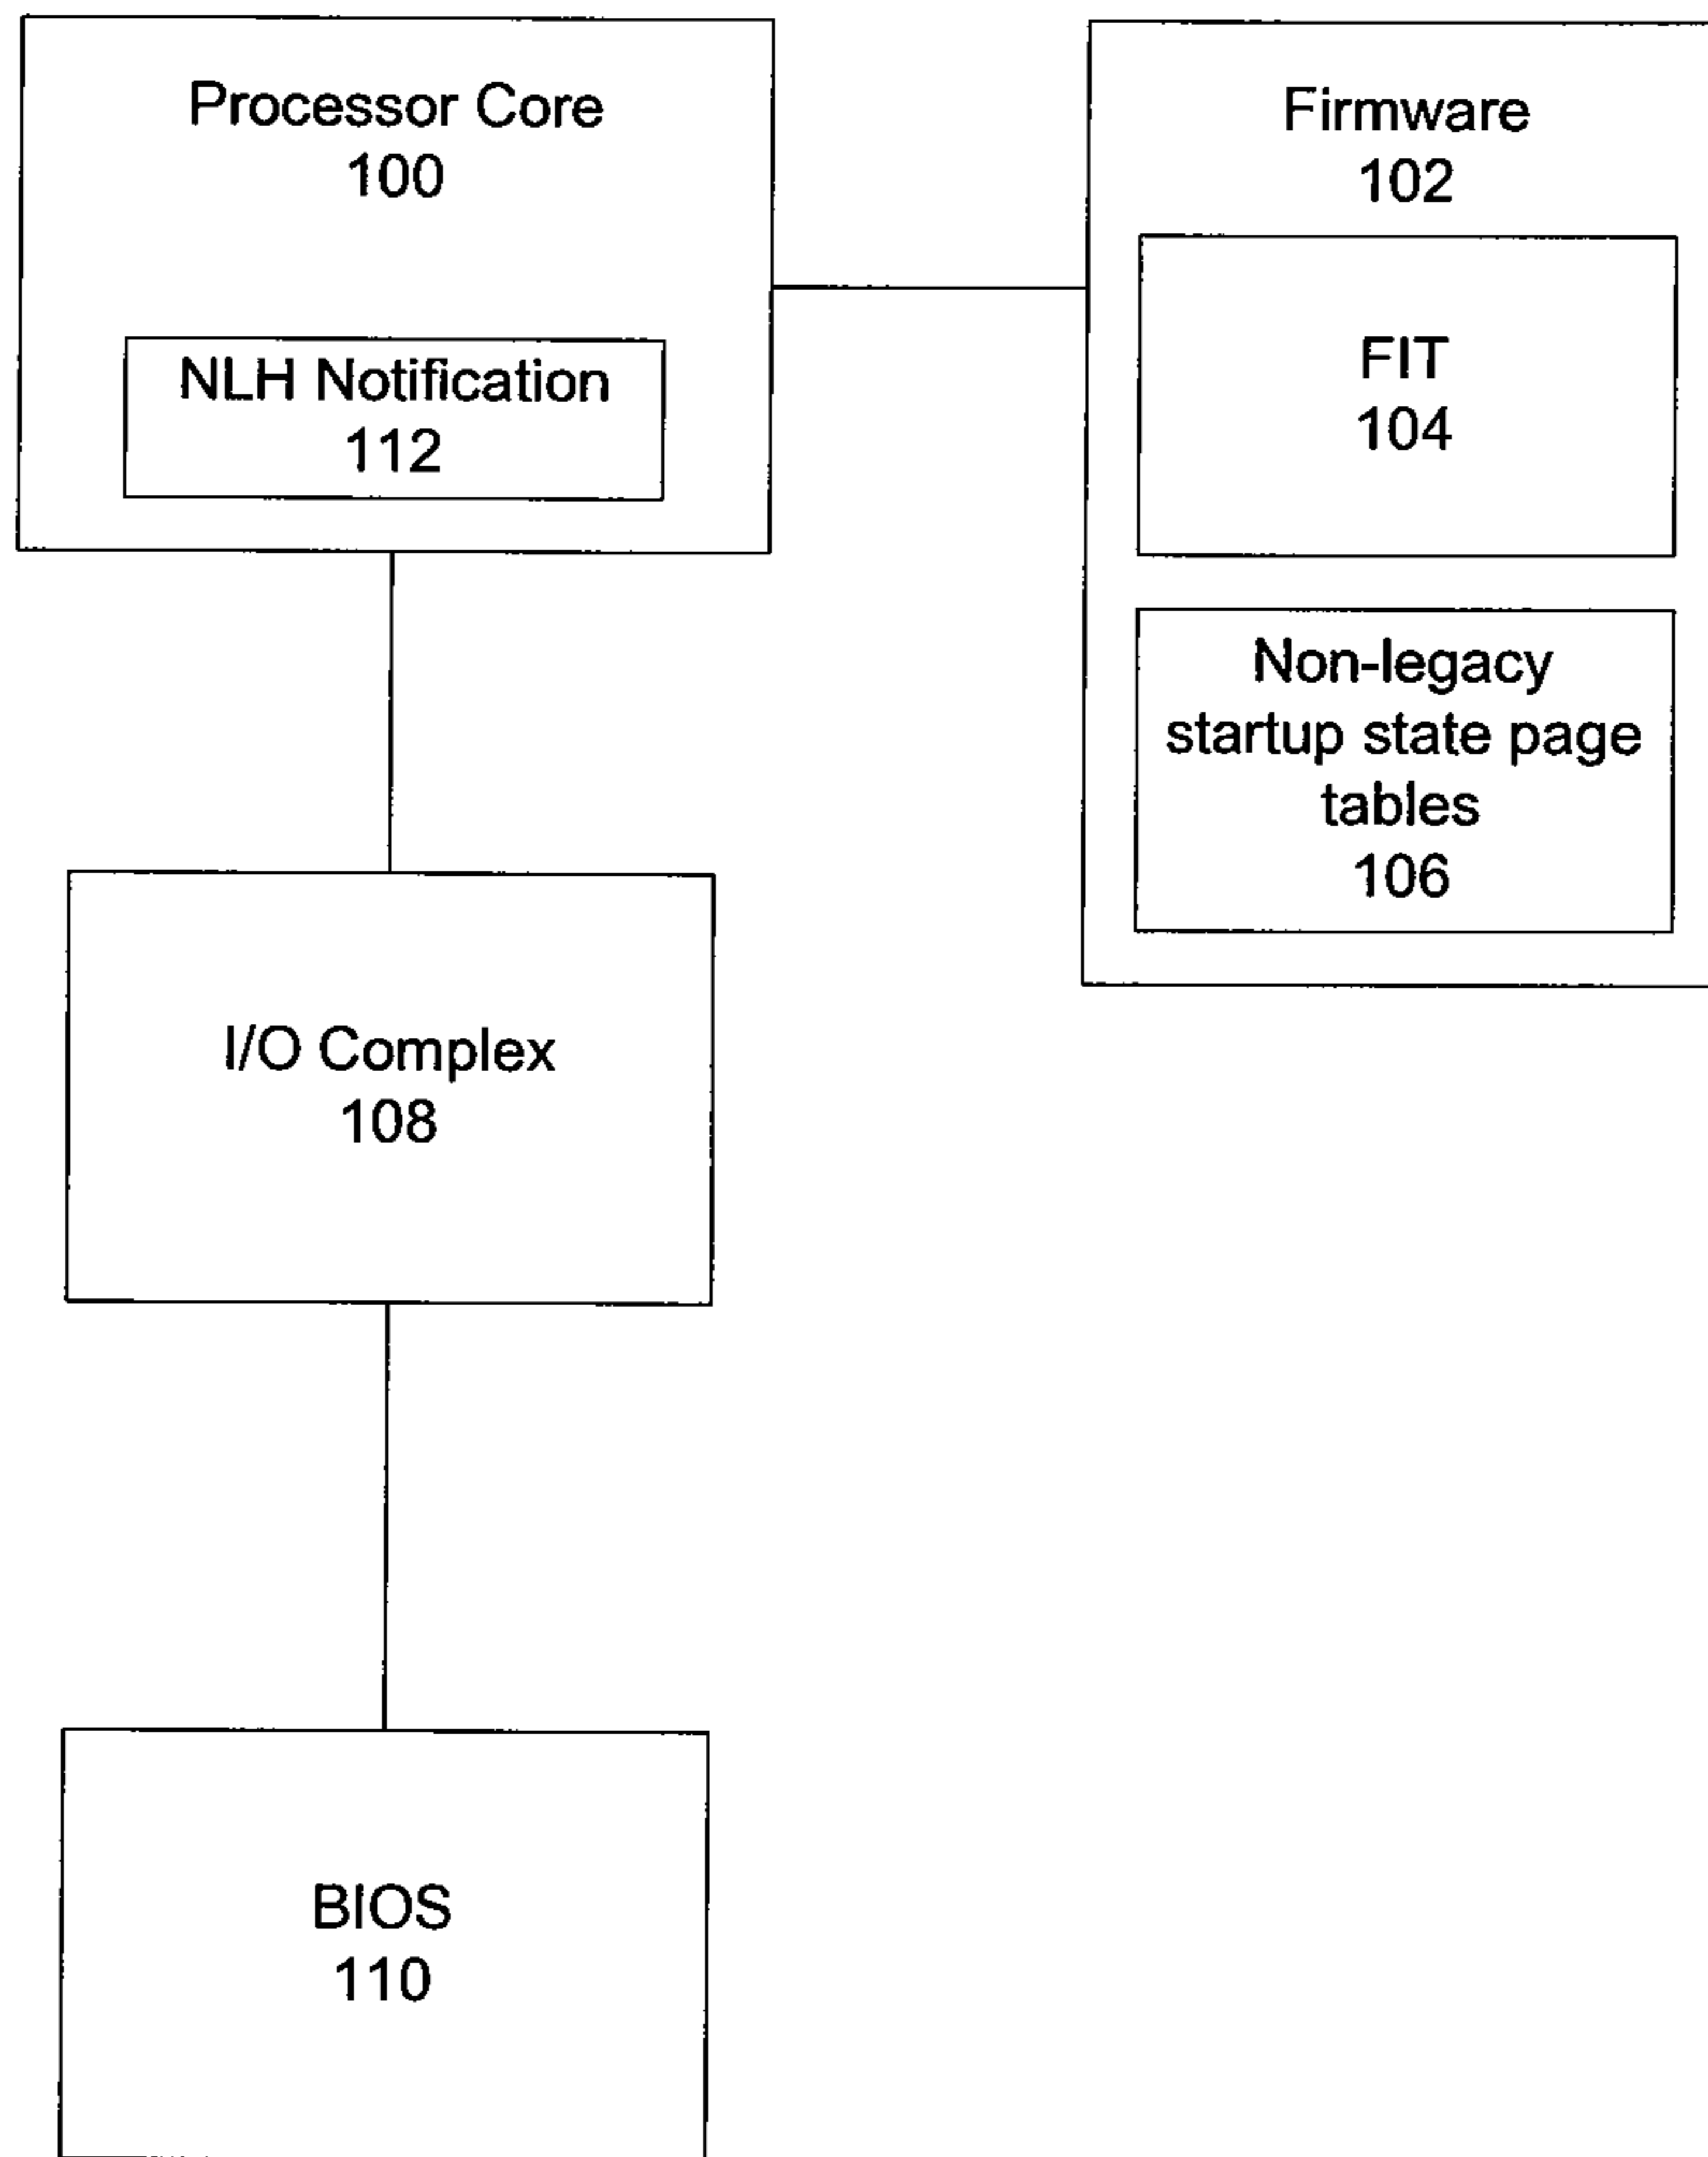 Processor Core
100
NLH Notification
112
Firmware
102
FIT
104
Non-legacy
startup state page
tables
106
I/O Complex
108
BIOS
110